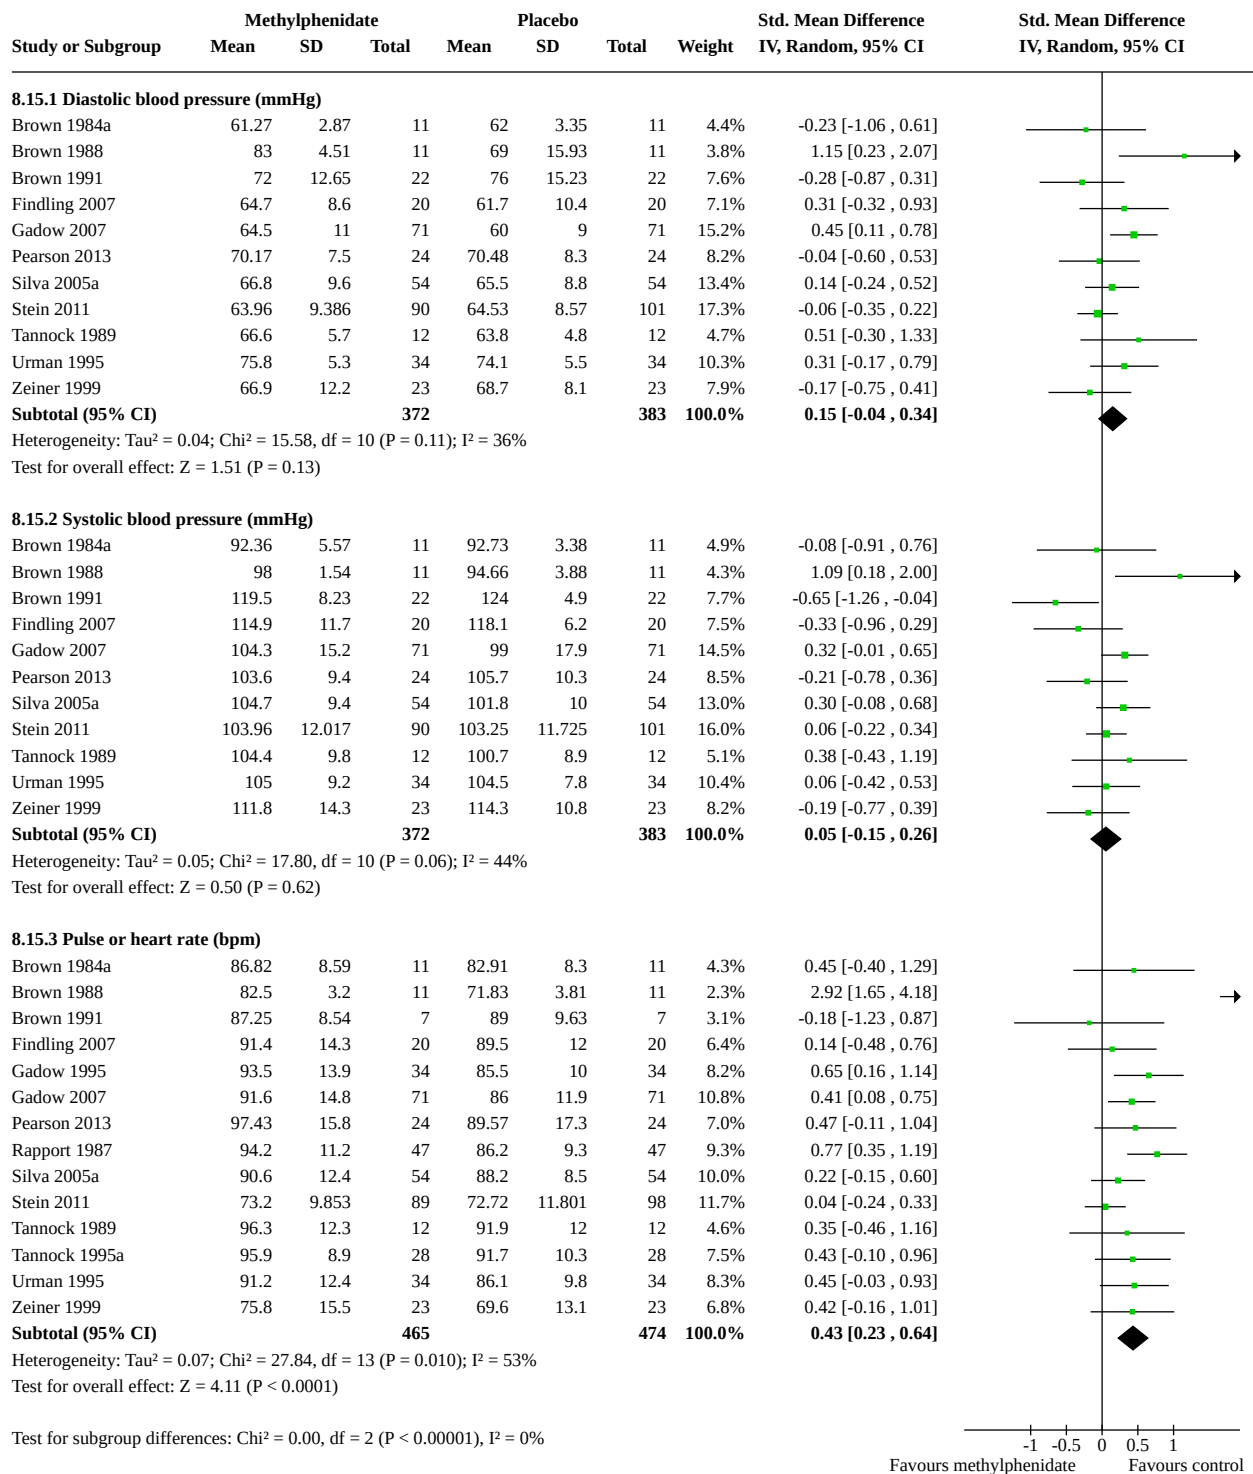 Methylphenidate Placebo Std. Mean Difference Std. Mean Difference
Study or Subgroup Mean SD Total Mean SD Total Weight IV, Random, 95% CI IV, Random, 95% CI
8.15.1 Diastolic blood pressure (mmHg)
Brown 1984a 61.27 2.87 11 62 3.35 11 4.4% -0.23 [-1.06 , 0.61]
Brown 1988 83 4.51 11 69 15.93 11 3.8% 1.15 [0.23 , 2.07]
Brown 1991 72 12.65 22 76 15.23 22 7.6% -0.28 [-0.87 , 0.31]
Findling 2007 64.7 8.6 20 61.7 10.4 20 7.1% 0.31 [-0.32 , 0.93]
Gadow 2007 64.5 11 71 60 9 71 15.2% 0.45 [0.11 , 0.78]
Pearson 2013 70.17 7.5 24 70.48 8.3 24 8.2% -0.04 [-0.60 , 0.53]
Silva 2005a 66.8 9.6 54 65.5 8.8 54 13.4% 0.14 [-0.24 , 0.52]
Stein 2011 63.96 9.386 90 64.53 8.57 101 17.3% -0.06 [-0.35 , 0.22]
Tannock 1989 66.6 5.7 12 63.8 4.8 12 4.7% 0.51 [-0.30 , 1.33]
Urman 1995 75.8 5.3 34 74.1 5.5 34 10.3% 0.31 [-0.17 , 0.79]
Zeiner 1999 66.9 12.2 23 68.7 8.1 23 7.9% -0.17 [-0.75 , 0.41]
Subtotal (95% CI) 372 383 100.0% 0.15 [-0.04 , 0.34]
Heterogeneity: Tau² = 0.04; Chi² = 15.58, df = 10 (P = 0.11); I² = 36%
Test for overall effect: Z = 1.51 (P = 0.13)
8.15.2 Systolic blood pressure (mmHg)
Brown 1984a 92.36 5.57 11 92.73 3.38 11 4.9% -0.08 [-0.91 , 0.76]
Brown 1988 98 1.54 11 94.66 3.88 11 4.3% 1.09 [0.18 , 2.00]
Brown 1991 119.5 8.23 22 124 4.9 22 7.7% -0.65 [-1.26 , -0.04]
Findling 2007 114.9 11.7 20 118.1 6.2 20 7.5% -0.33 [-0.96 , 0.29]
Gadow 2007 104.3 15.2 71 99 17.9 71 14.5% 0.32 [-0.01 , 0.65]
Pearson 2013 103.6 9.4 24 105.7 10.3 24 8.5% -0.21 [-0.78 , 0.36]
Silva 2005a 104.7 9.4 54 101.8 10 54 13.0% 0.30 [-0.08 , 0.68]
Stein 2011 103.96 12.017 90 103.25 11.725 101 16.0% 0.06 [-0.22 , 0.34]
Tannock 1989 104.4 9.8 12 100.7 8.9 12 5.1% 0.38 [-0.43 , 1.19]
Urman 1995 105 9.2 34 104.5 7.8 34 10.4% 0.06 [-0.42 , 0.53]
Zeiner 1999 111.8 14.3 23 114.3 10.8 23 8.2% -0.19 [-0.77 , 0.39]
Subtotal (95% CI) 372 383 100.0% 0.05 [-0.15 , 0.26]
Heterogeneity: Tau² = 0.05; Chi² = 17.80, df = 10 (P = 0.06); I² = 44%
Test for overall effect: Z = 0.50 (P = 0.62)
8.15.3 Pulse or heart rate (bpm)
Brown 1984a 86.82 8.59 11 82.91 8.3 11 4.3% 0.45 [-0.40 , 1.29]
Brown 1988 82.5 3.2 11 71.83 3.81 11 2.3% 2.92 [1.65 , 4.18]
Brown 1991 87.25 8.54 7 89 9.63 7 3.1% -0.18 [-1.23 , 0.87]
Findling 2007 91.4 14.3 20 89.5 12 20 6.4% 0.14 [-0.48 , 0.76]
Gadow 1995 93.5 13.9 34 85.5 10 34 8.2% 0.65 [0.16 , 1.14]
Gadow 2007 91.6 14.8 71 86 11.9 71 10.8% 0.41 [0.08 , 0.75]
Pearson 2013 97.43 15.8 24 89.57 17.3 24 7.0% 0.47 [-0.11 , 1.04]
Rapport 1987 94.2 11.2 47 86.2 9.3 47 9.3% 0.77 [0.35 , 1.19]
Silva 2005a 90.6 12.4 54 88.2 8.5 54 10.0% 0.22 [-0.15 , 0.60]
Stein 2011 73.2 9.853 89 72.72 11.801 98 11.7% 0.04 [-0.24 , 0.33]
Tannock 1989 96.3 12.3 12 91.9 12 12 4.6% 0.35 [-0.46 , 1.16]
Tannock 1995a 95.9 8.9 28 91.7 10.3 28 7.5% 0.43 [-0.10 , 0.96]
Urman 1995 91.2 12.4 34 86.1 9.8 34 8.3% 0.45 [-0.03 , 0.93]
Zeiner 1999 75.8 15.5 23 69.6 13.1 23 6.8% 0.42 [-0.16 , 1.01]
Subtotal (95% CI) 465 474 100.0% 0.43 [0.23 , 0.64]
Heterogeneity: Tau² = 0.07; Chi² = 27.84, df = 13 (P = 0.010); I² = 53%
Test for overall effect: Z = 4.11 (P < 0.0001)
Test for subgroup differences: Chi² = 0.00, df = 2 (P < 0.00001), I² = 0%
-1 -0.5 0 0.5 1
Favours methylphenidate Favours control